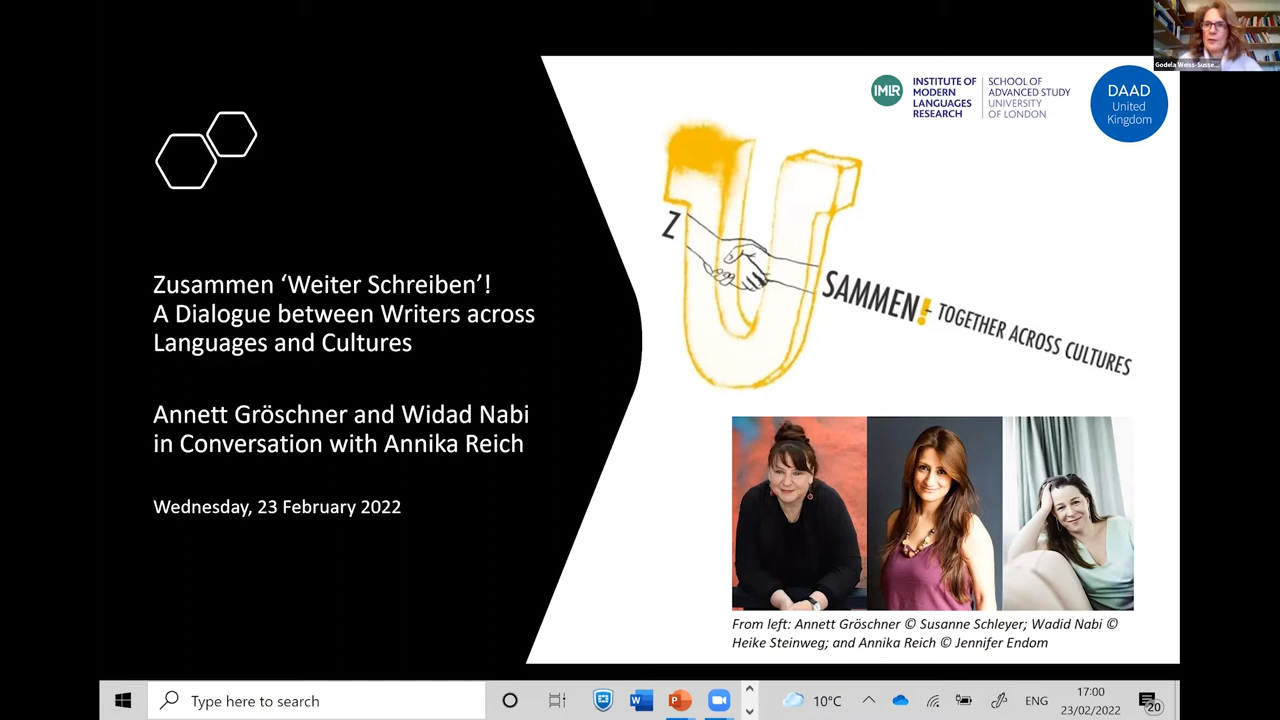 Godela Weiss-Susse...
IMLR
INSTITUTE OF
MODERN
LANGUAGES
RESEARCH
SCHOOL OF
ADVANCED STUDY
UNIVERSITY
OF LONDON
DAAD
United
Kingdom
Z
U
SAMMEN! – TOGETHER ACROSS CULTURES
Zusammen ‘Weiter Schreiben’!
A Dialogue between Writers across
Languages and Cultures
Annett Gröschner and Widad Nabi
in Conversation with Annika Reich
Wednesday, 23 February 2022
From left: Annett Gröschner © Susanne Schleyer; Wadid Nabi ©
Heike Steinweg; and Annika Reich © Jennifer Endom
Type here to search
10°C
ENG
17:00
23/02/2022
20